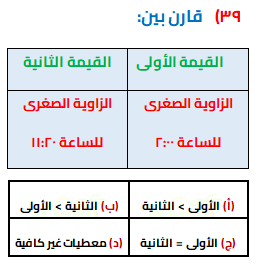 ٣٩) قارن بين:
القيمة الأولى القيمة الثانية
الزاوية الصغرى الزاوية الصغرى
للساعة ٢:٠٠ للساعة ١١:٢٠
(أ) الأولى > الثانية (ب) الثانية > الأولى
(ج) الأولى = الثانية (د) معطيات غير كافية